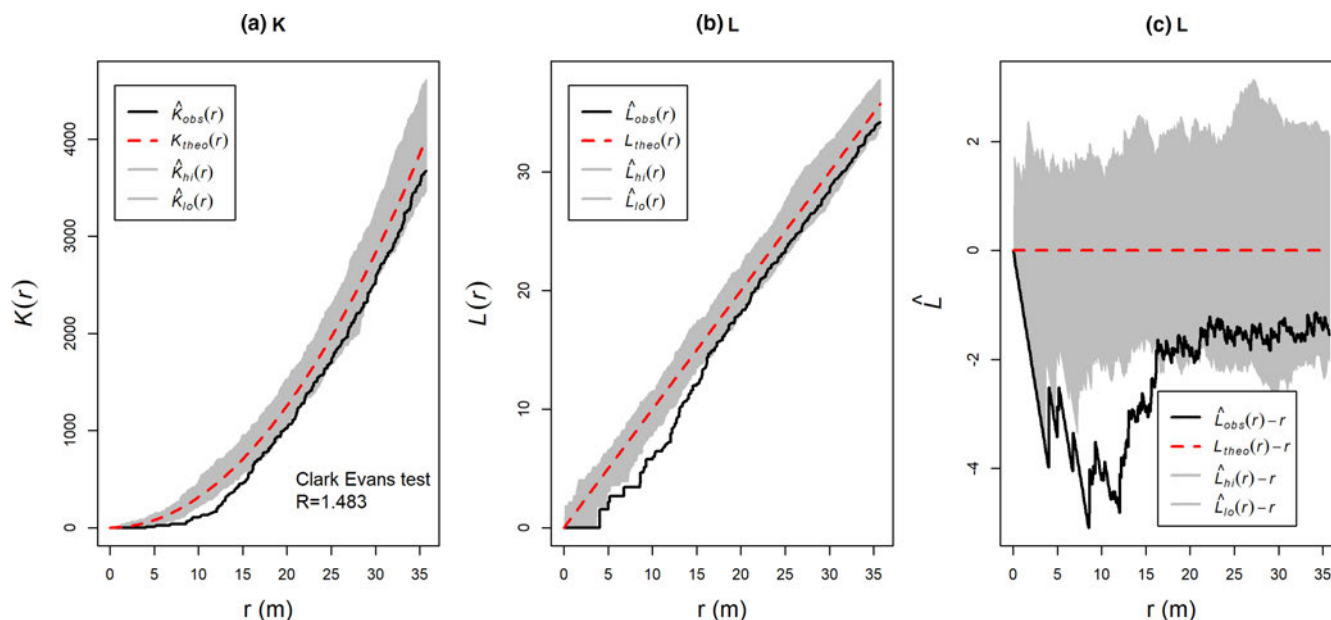 (a) K
K̂obs(r)
Ktheo(r)
K̂hi(r)
K̂lo(r)
K(r)
0 1000 2000 3000 4000
Clark Evans test
R=1.483
0 5 10 15 20 25 30 35
r (m)
(b) L
L̂obs(r)
Ltheo(r)
L̂hi(r)
L̂lo(r)
L(r)
0 10 20 30
0 5 10 15 20 25 30 35
r (m)
(c) L
L̂
-4 -2 0 2
L̂obs(r)−r
Ltheo(r)−r
L̂hi(r)−r
L̂lo(r)−r
0 5 10 15 20 25 30 35
r (m)